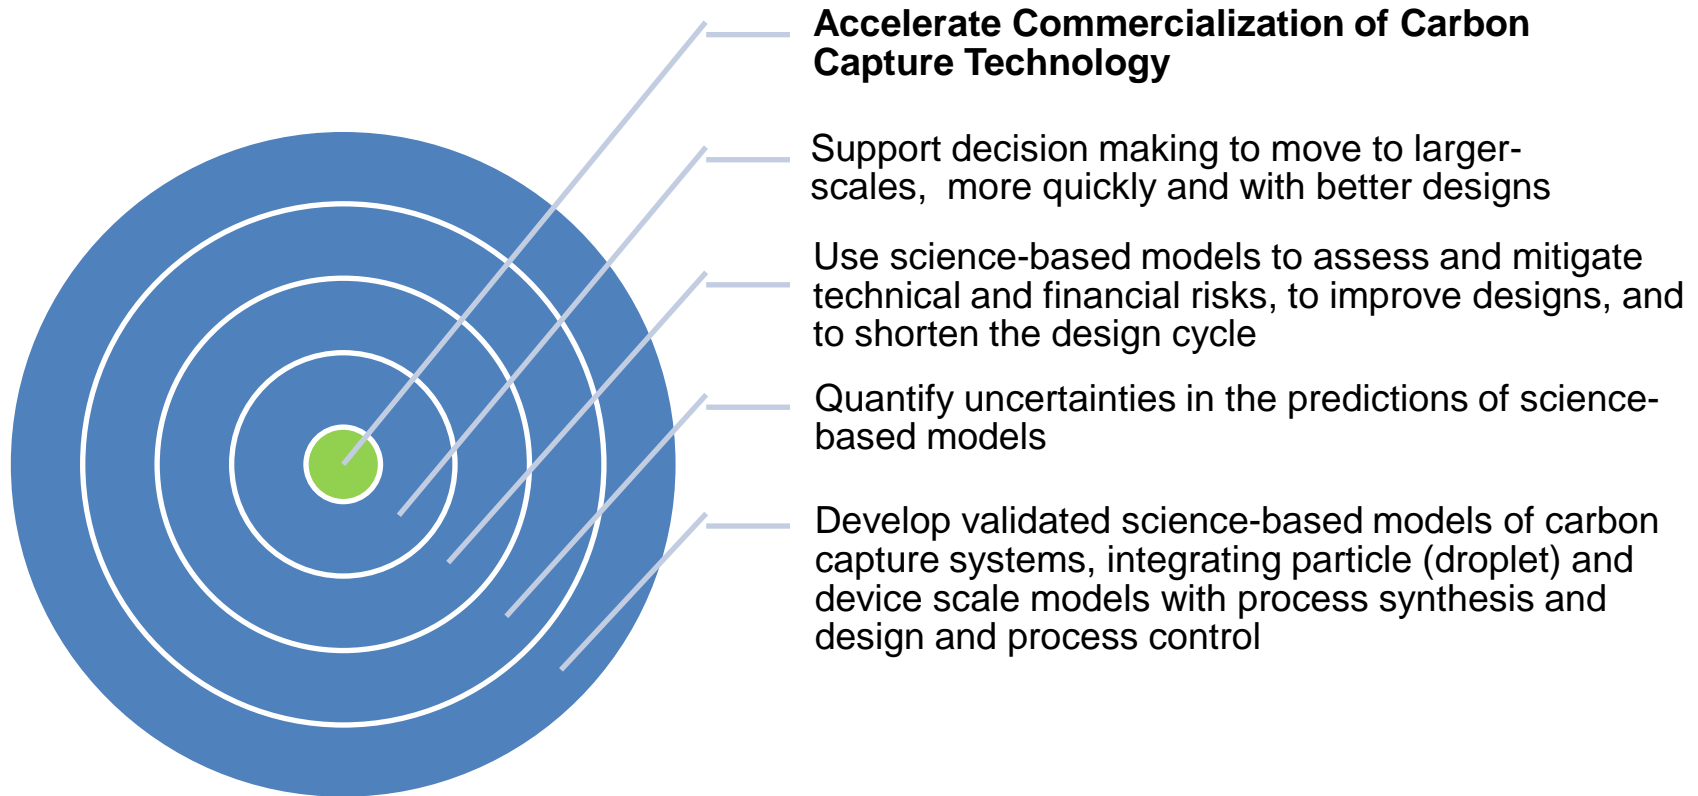 Accelerate Commercialization of Carbon
Capture Technology
Support decision making to move to larger-
scales,  more quickly and with better designs
Use science-based models to assess and mitigate
technical and financial risks, to improve designs, and
to shorten the design cycle
Quantify uncertainties in the predictions of science-
based models
Develop validated science-based models of carbon
capture systems, integrating particle (droplet) and
device scale models with process synthesis and
design and process control